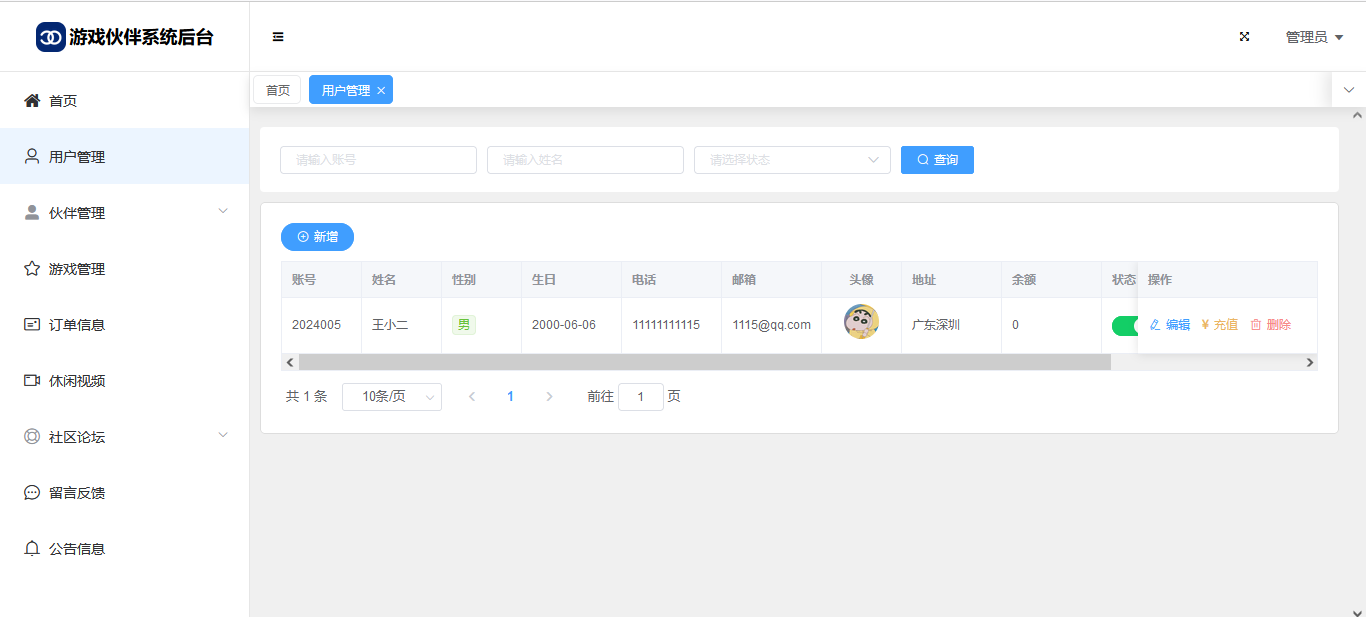 游戏伙伴系统后台
管理员
首页
用户管理
伙伴管理
游戏管理
订单信息
休闲视频
社区论坛
留言反馈
公告信息
首页 用户管理
请输入账号 请输入姓名 请选择状态 查询
新增
账号 姓名 性别 生日 电话 邮箱 头像 地址 余额 状态 操作
2024005 王小二 男 2000-06-06 11111111115 1115@qq.com 广东深圳 0 编辑 ¥ 充值 删除
共 1 条 10条/页 1 前往 1 页